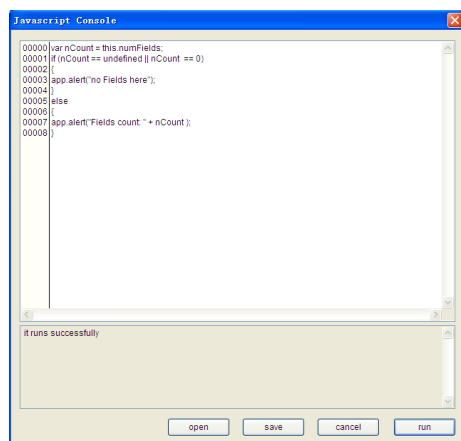 Javascript Console
00000 var nCount = this.numFields;
00001 if (nCount == undefined || nCount == 0)
00002 {
00003 app.alert("no Fields here");
00004 }
00005 else
00006 {
00007 app.alert("Fields count: " + nCount );
00008 }
it runs successfully
open save cancel run